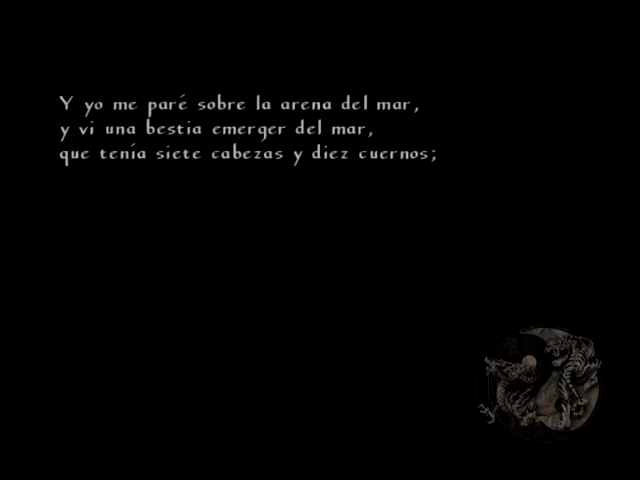 Y yo me paré sobre la arena del mar,
y vi una bestia emerger del mar,
que tenía siete cabezas y diez cuernos;